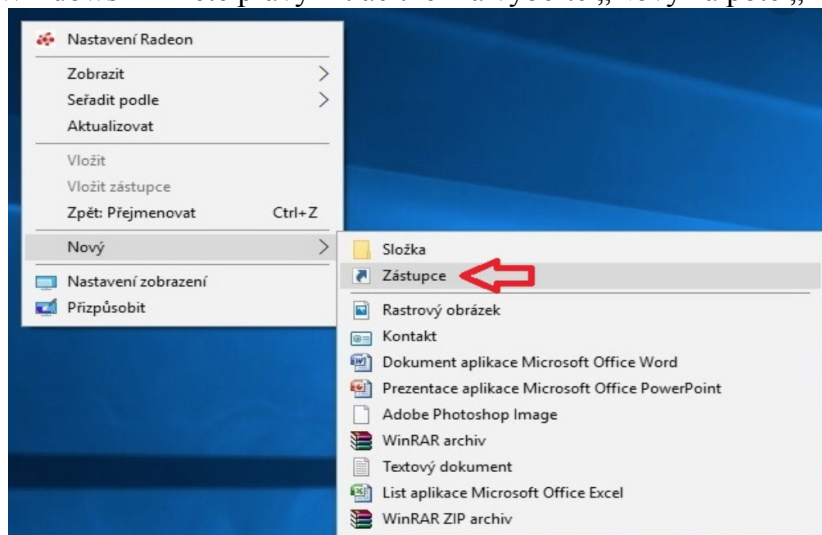 Nastavení Radeon
Zobrazit
Seřadit podle
Aktualizovat
Vložit
Vložit zástupce
Zpět: Přejmenovat Ctrl+Z
Nový
Nastavení zobrazení
Přizpůsobit
Složka
Zástupce
Rastrový obrázek
Kontakt
Dokument aplikace Microsoft Office Word
Prezentace aplikace Microsoft Office PowerPoint
Adobe Photoshop Image
WinRAR archiv
Textový dokument
List aplikace Microsoft Office Excel
WinRAR ZIP archiv